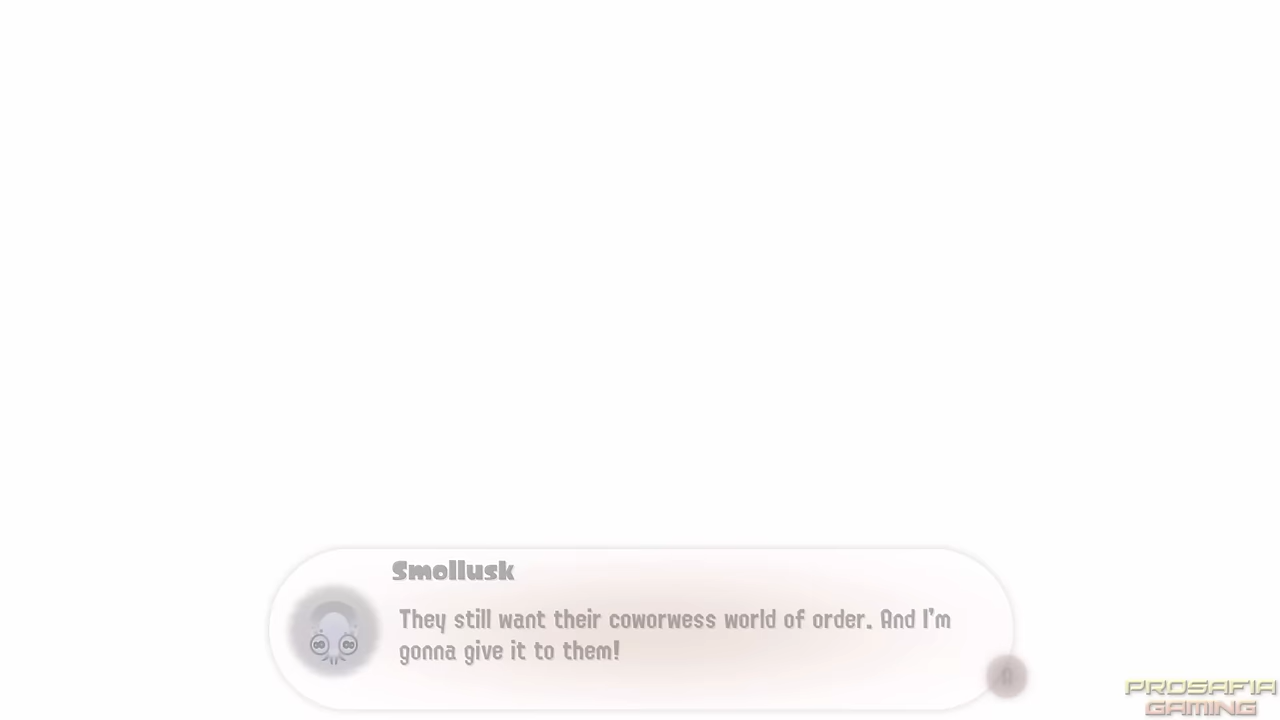 Smollusk
They still want their coworwess world of order. And I'm
gonna give it to them!
A
PROSAFIA
GAMING